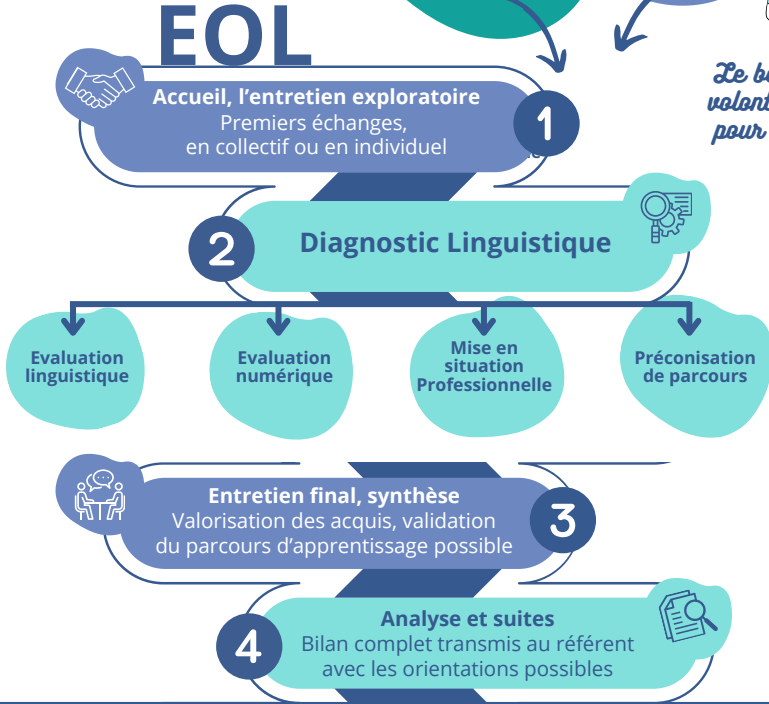 EOL
Accueil, l'entretien exploratoire
Premiers échanges,
en collectif ou en individuel
1
Le
volont
pour
2
Diagnostic Linguistique
Evaluation
linguistique
Evaluation
numérique
Mise en
situation
Professionnelle
Préconisation
de parcours
Entretien final, synthèse
Valorisation des acquis, validation
du parcours d'apprentissage possible
3
4
Analyse et suites
Bilan complet transmis au référent
avec les orientations possibles